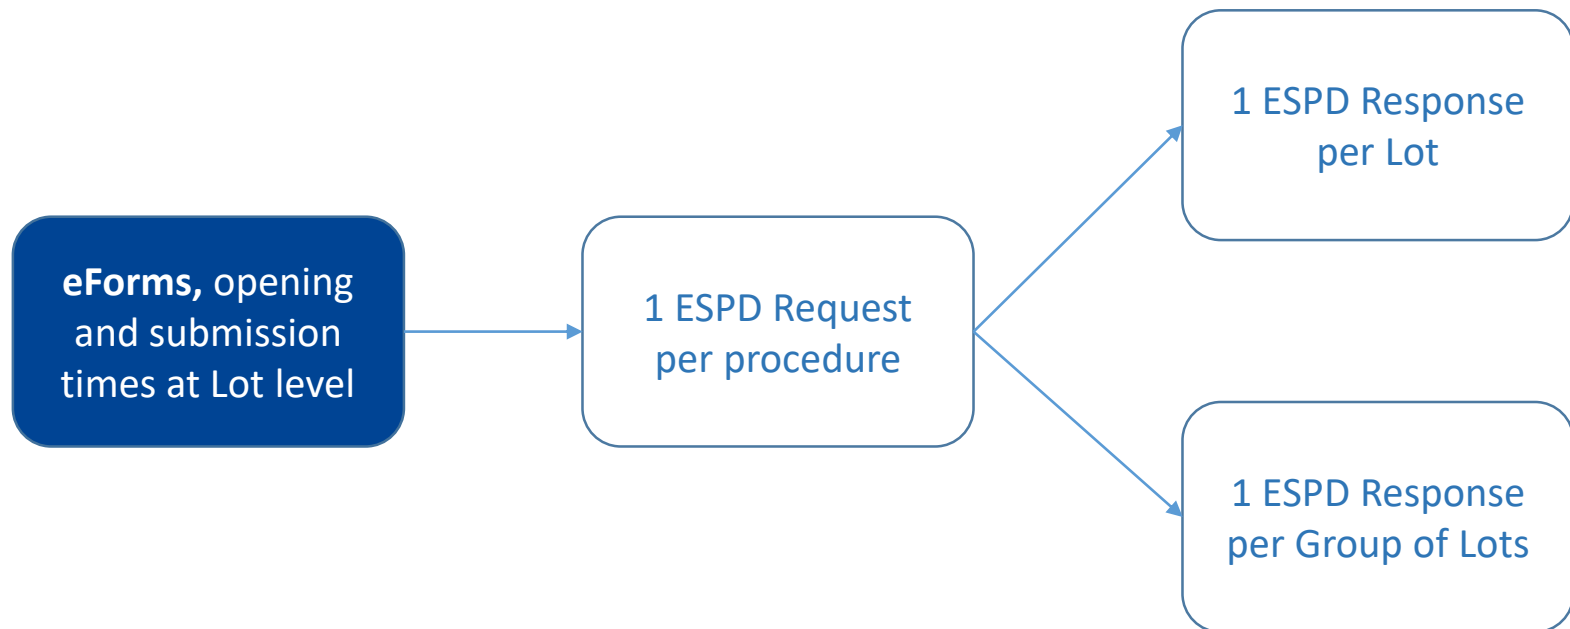 eForms, opening
and submission
times at Lot level
1 ESPD Request
per procedure
1 ESPD Response
per Lot
1 ESPD Response
per Group of Lots